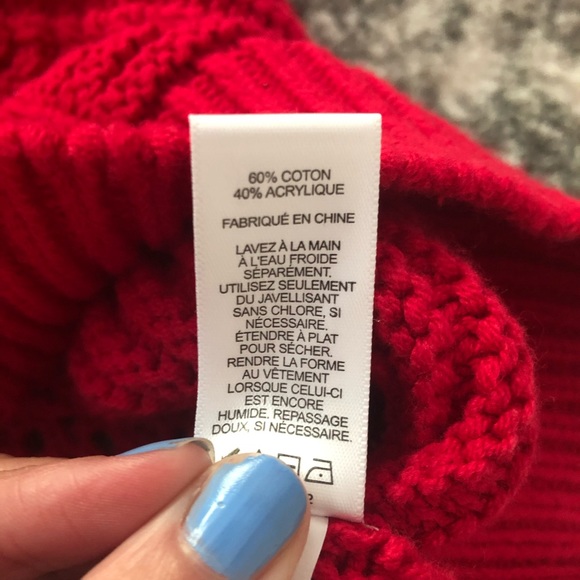 60% COTON
40% ACRYLIQUE
FABRIQUÉ EN CHINE
LAVEZ À LA MAIN
À L'EAU FROIDE
SÉPARÉMENT.
UTILISEZ SEULEMENT
DU JAVELLISANT
SANS CHLORE, SI
NÉCESSAIRE.
ÉTENDRE À PLAT
POUR SÉCHER.
RENDRE LA FORME
AU VÊTEMENT
LORSQUE CELUI-CI
EST ENCORE
HUMIDE, REPASSAGE
DOUX, SI NÉCESSAIRE.